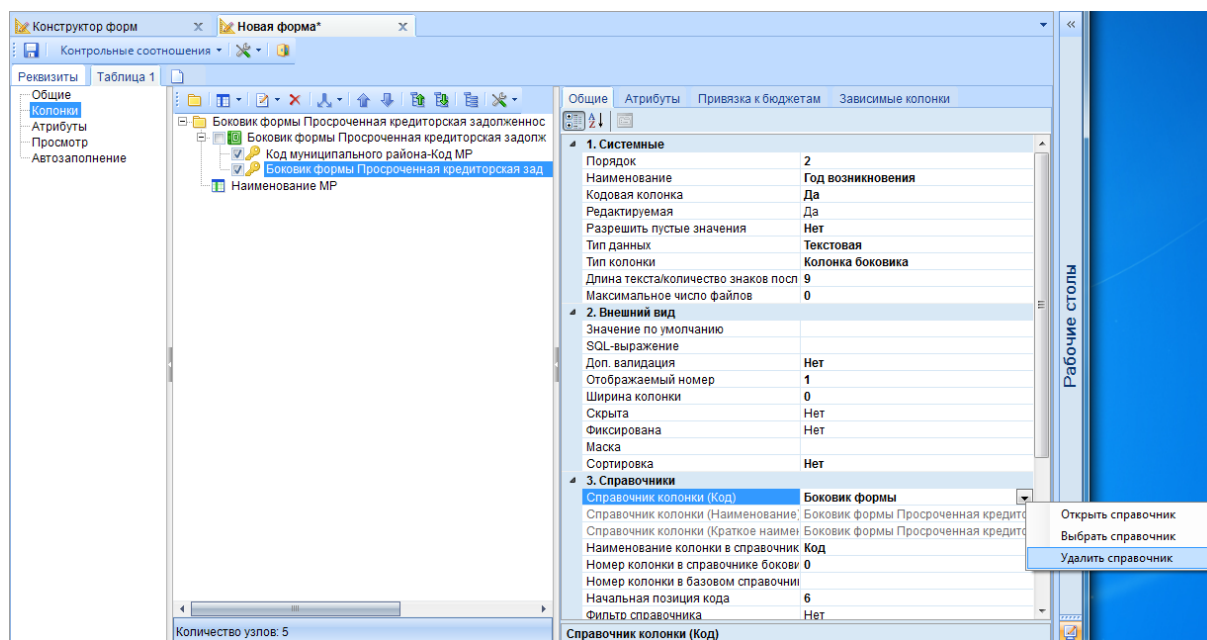 Конструктор форм x Новая форма* x
Контрольные соотношения
Реквизиты Таблица 1
Общие
Колонки
Атрибуты
Просмотр
Автозаполнение
Боковик формы Просроченная кредиторская задолженнос
Боковик формы Просроченная кредиторская задолж
Код муниципального района-Код МР
Боковик формы Просроченная кредиторская зад
Наименование МР
Количество узлов: 5
Общие Атрибуты Привязка к бюджетам Зависимые колонки
1. Системные
Порядок 2
Наименование Год возникновения
Кодовая колонка Да
Редактируемая Да
Разрешить пустые значения Нет
Тип данных Текстовая
Тип колонки Колонка боковика
Длина текста/количество знаков посл 9
Максимальное число файлов 0
2. Внешний вид
Значение по умолчанию
SQL-выражение
Доп. валидация Нет
Отображаемый номер 1
Ширина колонки 0
Скрыта Нет
Фиксирована Нет
Маска
Сортировка Нет
3. Справочники
Справочник колонки (Код) Боковик формы
Справочник колонки (Наименование) Боковик формы Просроченная кредито
Справочник колонки (Краткое наимен Боковик формы Просроченная кредито
Наименование колонки в справочник Код
Номер колонки в справочнике бокови 0
Номер колонки в базовом справочни
Начальная позиция кода 6
Фильтр справочника Нет
Справочник колонки (Код)
Рабочие столы
Открыть справочник
Выбрать справочник
Удалить справочник